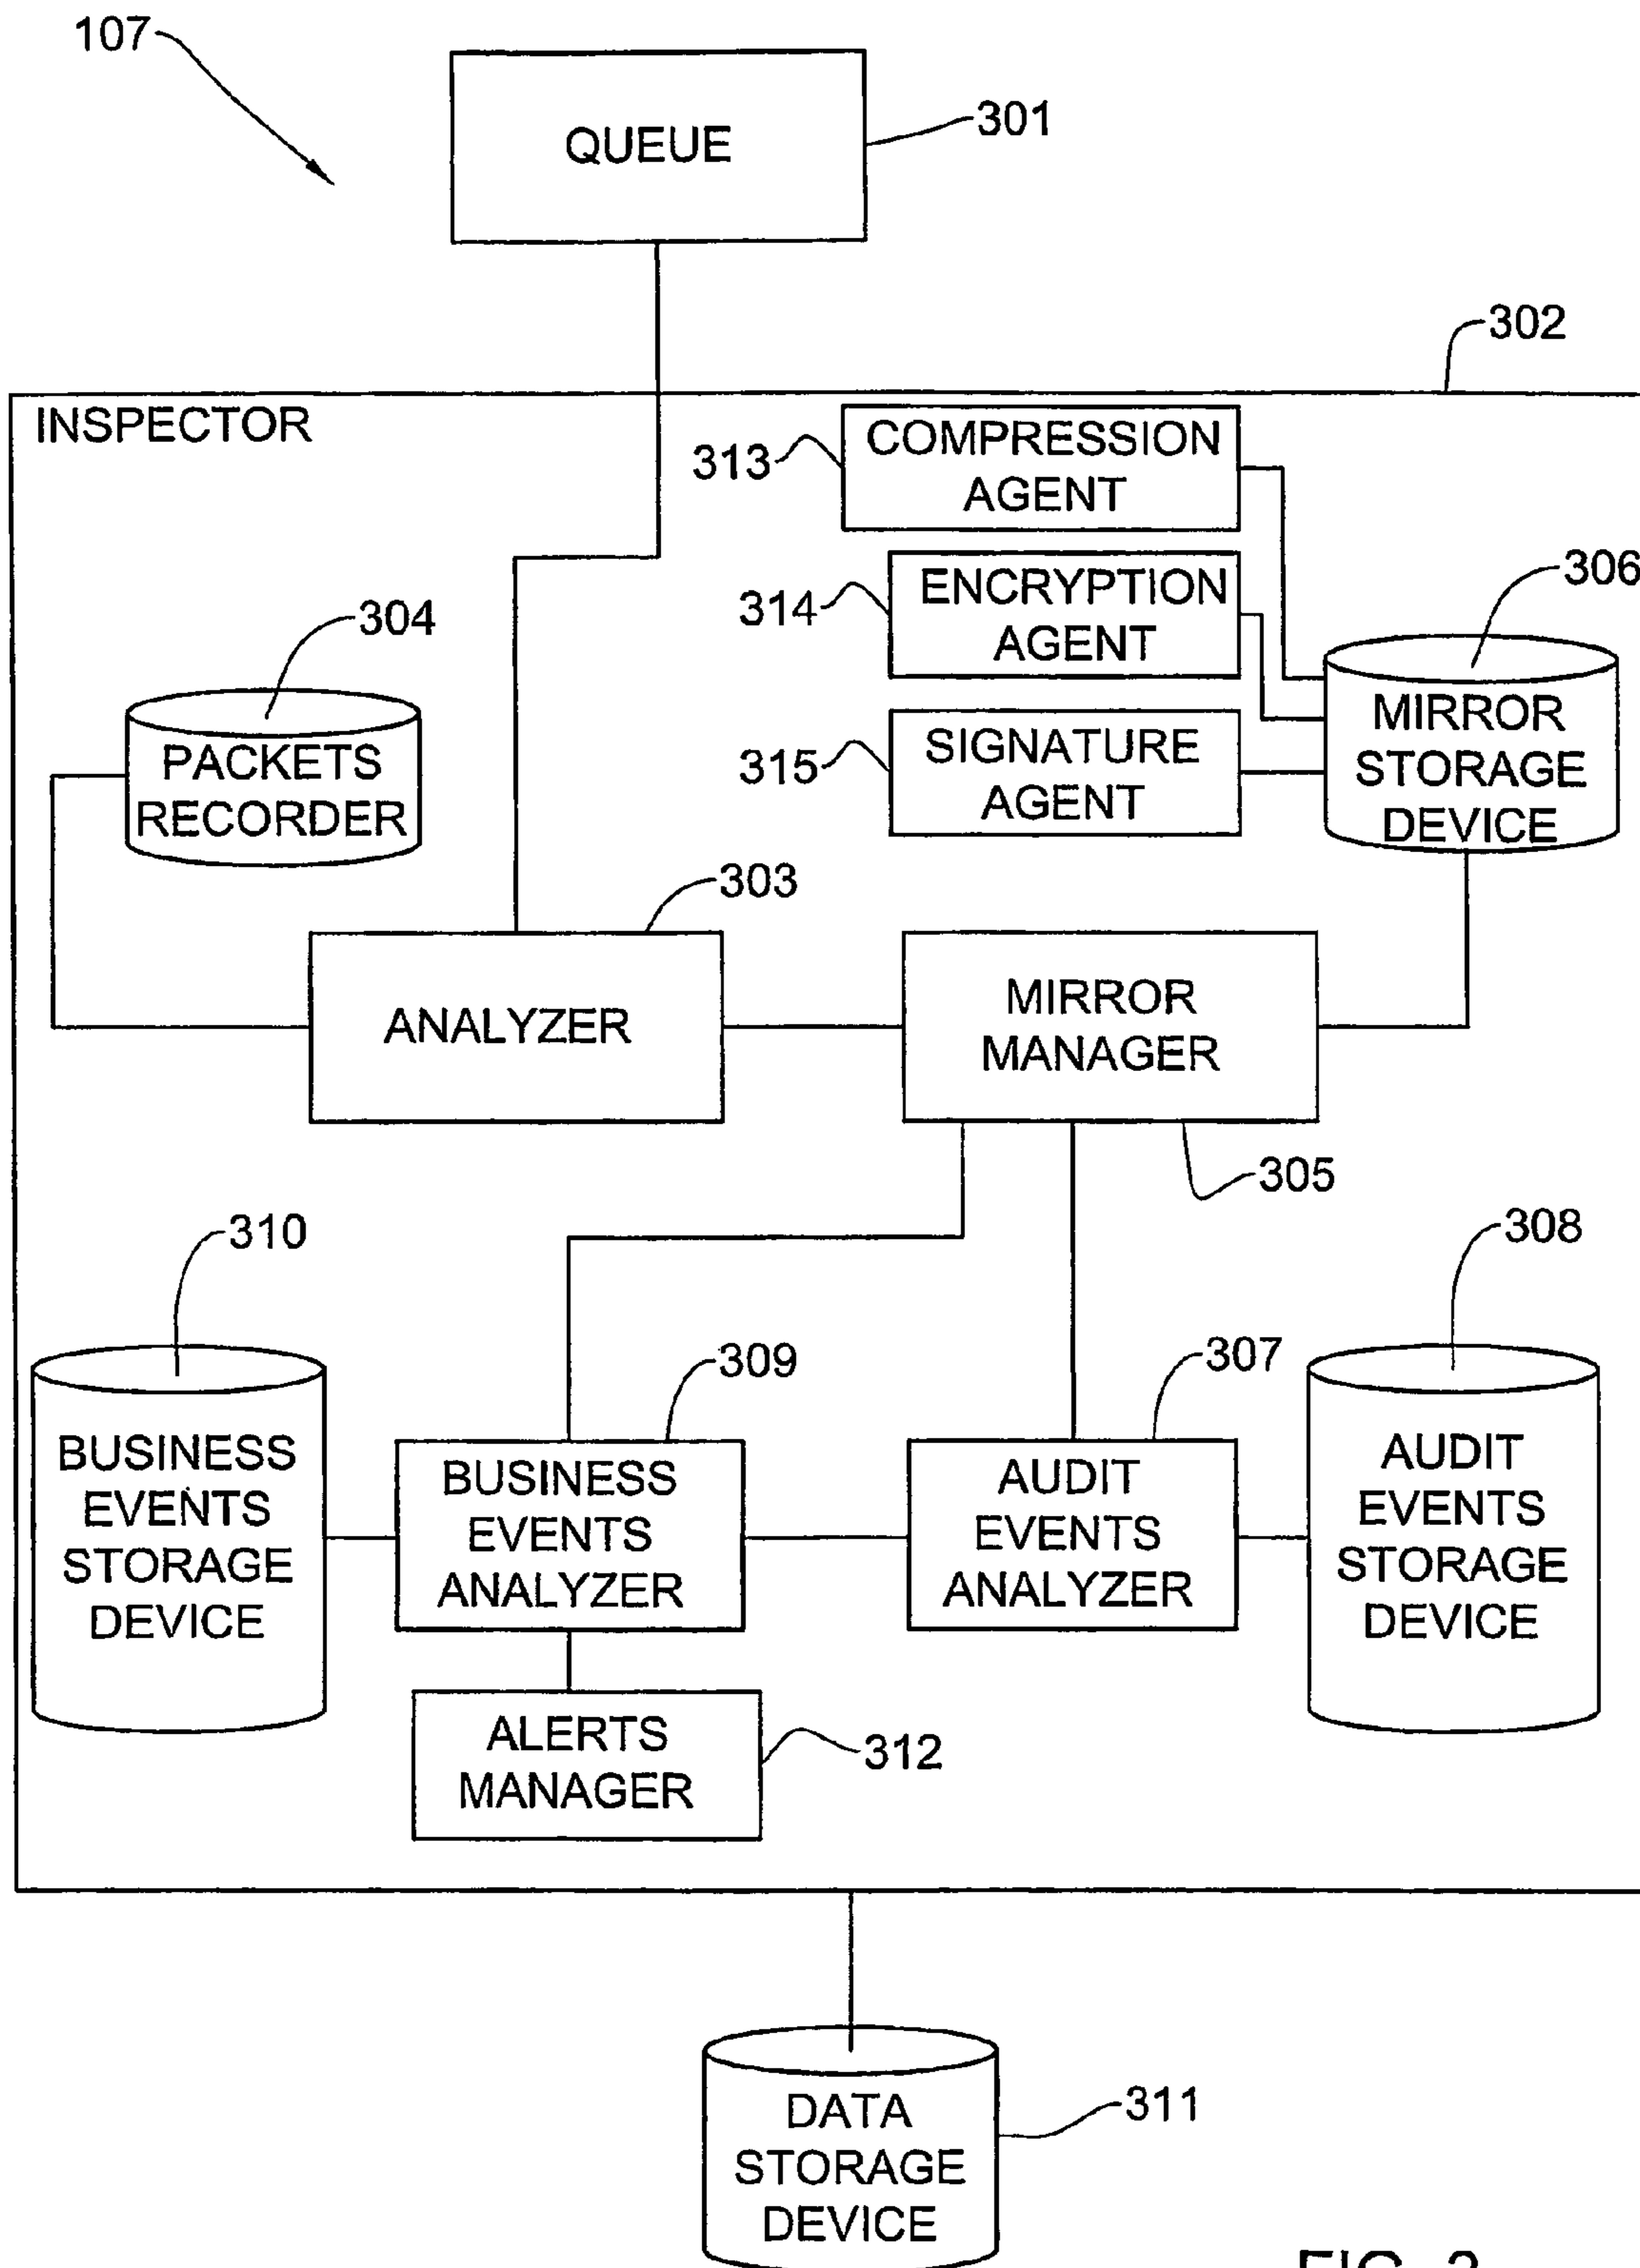 107
QUEUE
301
302
INSPECTOR
313
COMPRESSION
AGENT
314
ENCRYPTION
AGENT
306
304
315
SIGNATURE
AGENT
MIRROR
STORAGE
DEVICE
PACKETS
RECORDER
303
ANALYZER
MIRROR
MANAGER
305
310
308
309
307
BUSINESS
EVENTS
STORAGE
DEVICE
BUSINESS
EVENTS
ANALYZER
AUDIT
EVENTS
ANALYZER
AUDIT
EVENTS
STORAGE
DEVICE
ALERTS
MANAGER
312
DATA
STORAGE
DEVICE
311